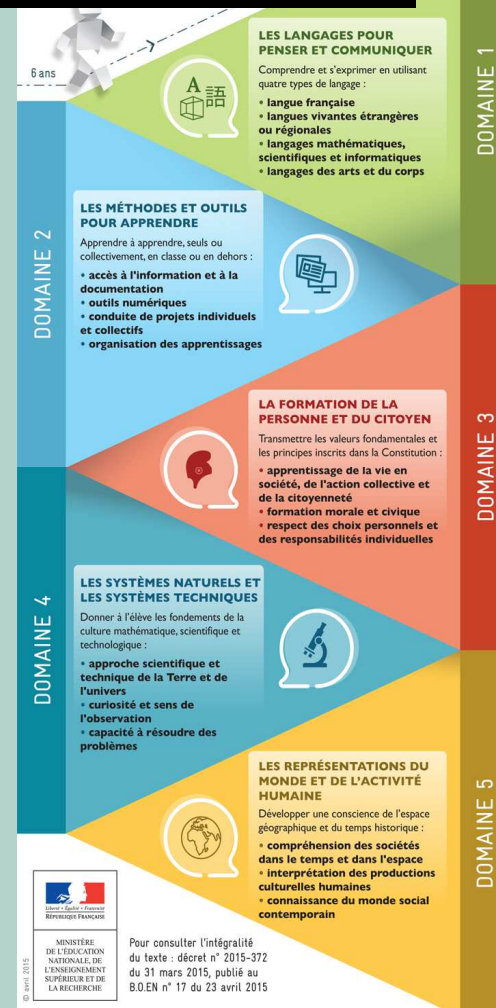 6 ans
LES LANGAGES POUR
PENSER ET COMMUNIQUER
Comprendre et s'exprimer en utilisant
quatre types de langage :
• langue française
• langues vivantes étrangères
ou régionales
• langages mathématiques,
scientifiques et informatiques
• langages des arts et du corps
A語
DOMAINE 1
LES MÉTHODES ET OUTILS
POUR APPRENDRE
Apprendre à apprendre, seuls ou
collectivement, en classe ou en dehors :
• accès à l'information et à la
documentation
• outils numériques
• conduite de projets individuels
et collectifs
• organisation des apprentissages
DOMAINE 2
LA FORMATION DE LA
PERSONNE ET DU CITOYEN
Transmettre les valeurs fondamentales et
les principes inscrits dans la Constitution :
• apprentissage de la vie en
société, de l'action collective et
de la citoyenneté
• formation morale et civique
• respect des choix personnels et
des responsabilités individuelles
DOMAINE 3
LES SYSTÈMES NATURELS ET
LES SYSTÈMES TECHNIQUES
Donner à l'élève les fondements de la
culture mathématique, scientifique et
technologique :
• approche scientifique et
technique de la Terre et de
l'univers
• curiosité et sens de
l'observation
• capacité à résoudre des
problèmes
DOMAINE 4
LES REPRÉSENTATIONS DU
MONDE ET DE L'ACTIVITÉ
HUMAINE
Développer une conscience de l'espace
géographique et du temps historique :
• compréhension des sociétés
dans le temps et dans l'espace
• interprétation des productions
culturelles humaines
• connaissance du monde social
contemporain
DOMAINE 5
Liberté • Égalité • Fraternité
RÉPUBLIQUE FRANÇAISE
MINISTÈRE
DE L'ÉDUCATION
NATIONALE, DE
L'ENSEIGNEMENT
SUPÉRIEUR ET DE
LA RECHERCHE
© avril 2015
Pour consulter l'intégralité
du texte : décret n° 2015-372
du 31 mars 2015, publié au
B.O.EN n° 17 du 23 avril 2015